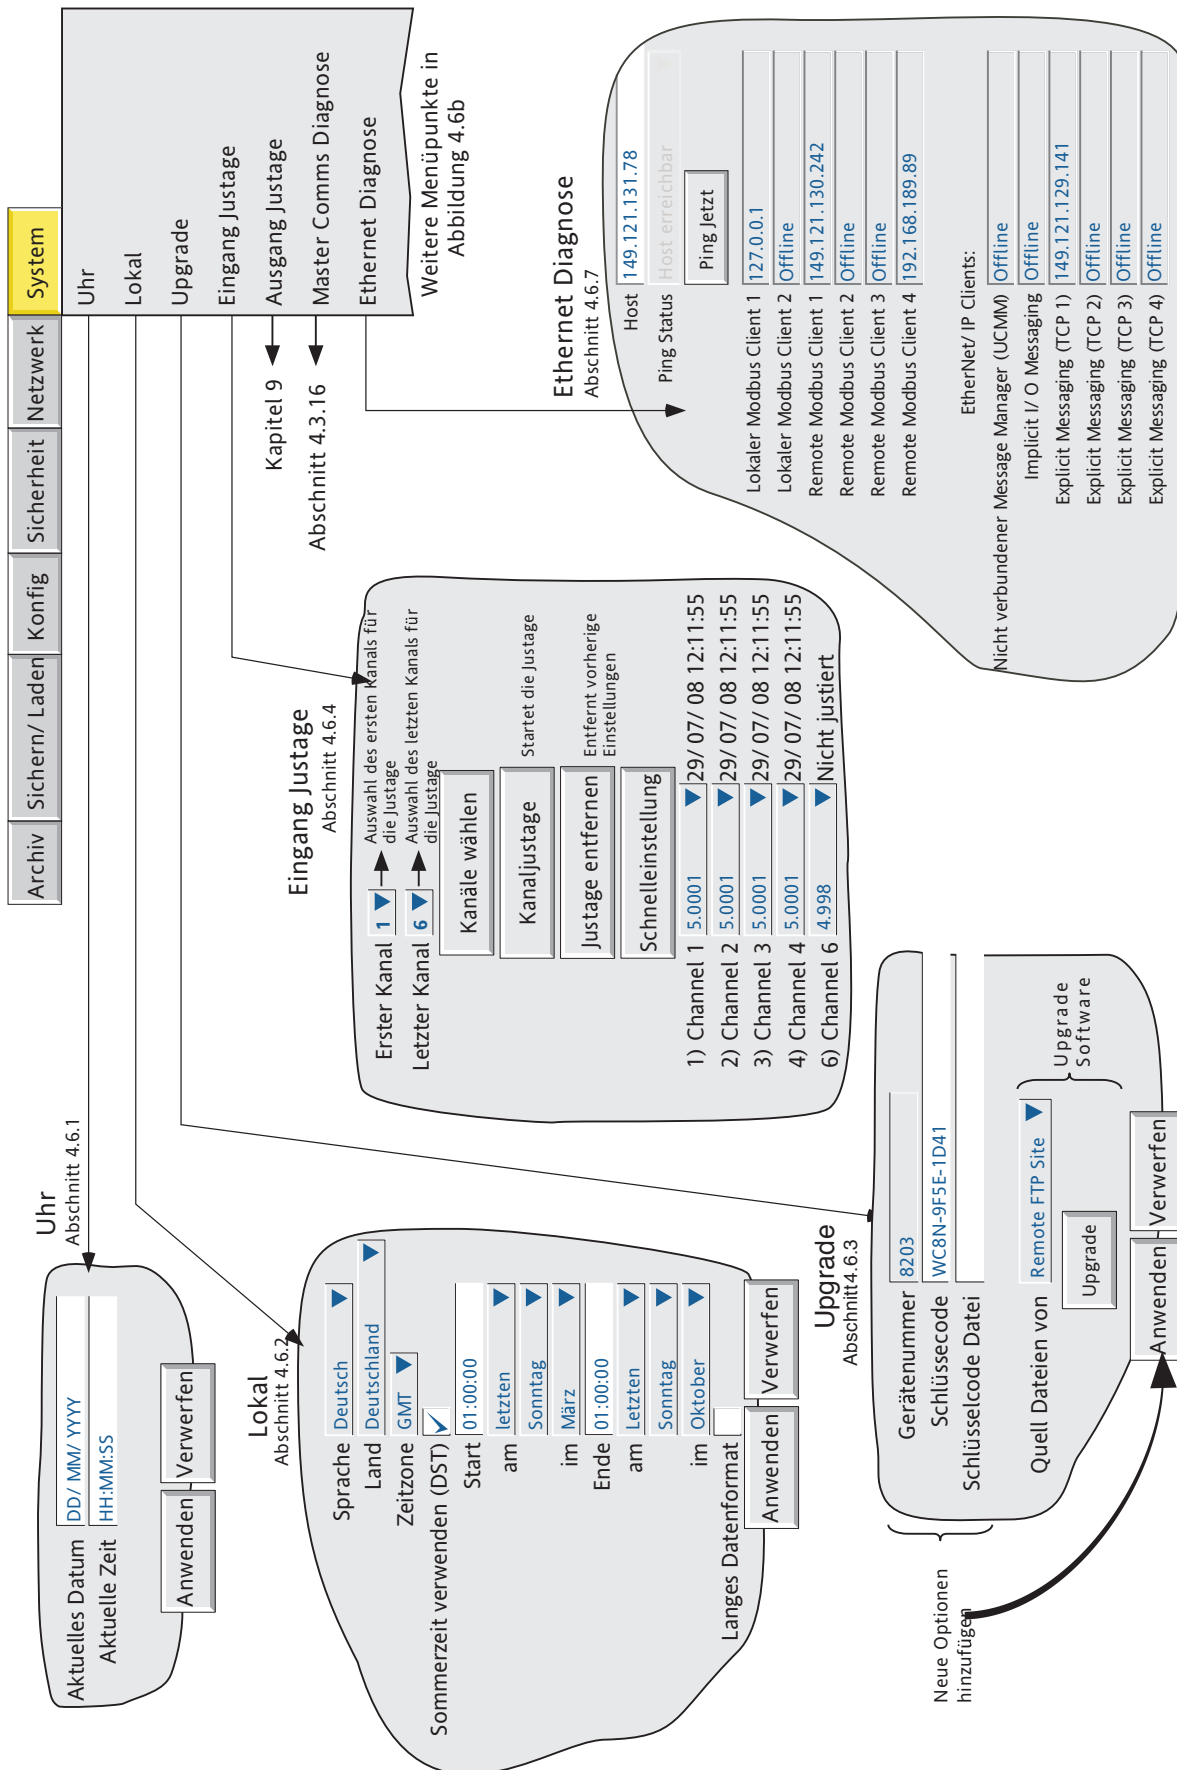 Archiv
Sichern/ Laden
Konfig
Sicherheit
Netzwerk
System
Uhr
Lokal
Upgrade
Eingang Justage
Ausgang Justage
Master Comms Diagnose
Ethernet Diagnose
Weitere Menüpunkte in
Abbildung 4.6b
Kapitel 9
Abschnitt 4.3.16
Uhr
Abschnitt 4.6.1
Aktuelles Datum DD/ MM/ YYYY
Aktuelle Zeit HH:MM:SS
Anwenden Verwerfen
Lokal
Abschnitt 4.6.2
Sprache Deutsch
Land Deutschland
Zeitzone GMT
Sommerzeit verwenden (DST)
Start 01:00:00
am letzten
Sonntag
im März
Ende 01:00:00
am Letzten
Sonntag
im Oktober
Langes Datenformat
Anwenden Verwerfen
Eingang Justage
Abschnitt 4.6.4
Erster Kanal 1 Auswahl des ersten Kanals für
die Justage
Letzter Kanal 6 Auswahl des letzten Kanals für
die Justage
Kanäle wählen
Kanaljustage Startet die Justage
Justage entfernen Entfernt vorherige
Einstellungen
Schnelleinstellung
1) Channel 1 5.0001 29/ 07/ 08 12:11:55
2) Channel 2 5.0001 29/ 07/ 08 12:11:55
3) Channel 3 5.0001 29/ 07/ 08 12:11:55
4) Channel 4 5.0001 29/ 07/ 08 12:11:55
6) Channel 6 4.998 Nicht justiert
Ethernet Diagnose
Abschnitt 4.6.7
Host 149.121.131.78
Ping Status Host erreichbar
Ping Jetzt
Lokaler Modbus Client 1 127.0.0.1
Lokaler Modbus Client 2 Offline
Remote Modbus Client 1 149.121.130.242
Remote Modbus Client 2 Offline
Remote Modbus Client 3 Offline
Remote Modbus Client 4 192.168.189.89
EtherNet/ IP Clients:
Nicht verbundener Message Manager (UCMM) Offline
Implicit I/ O Messaging Offline
Explicit Messaging (TCP 1) 149.121.129.141
Explicit Messaging (TCP 2) Offline
Explicit Messaging (TCP 3) Offline
Explicit Messaging (TCP 4) Offline
Upgrade
Abschnitt4.6.3
Gerätenummer 8203
Schlüssecode WC8N-9F5E-1D41
Schlüsselcode Datei
Quell Dateien von Remote FTP Site
Upgrade
Upgrade
Software
Anwenden Verwerfen
Neue Optionen
hinzufügen